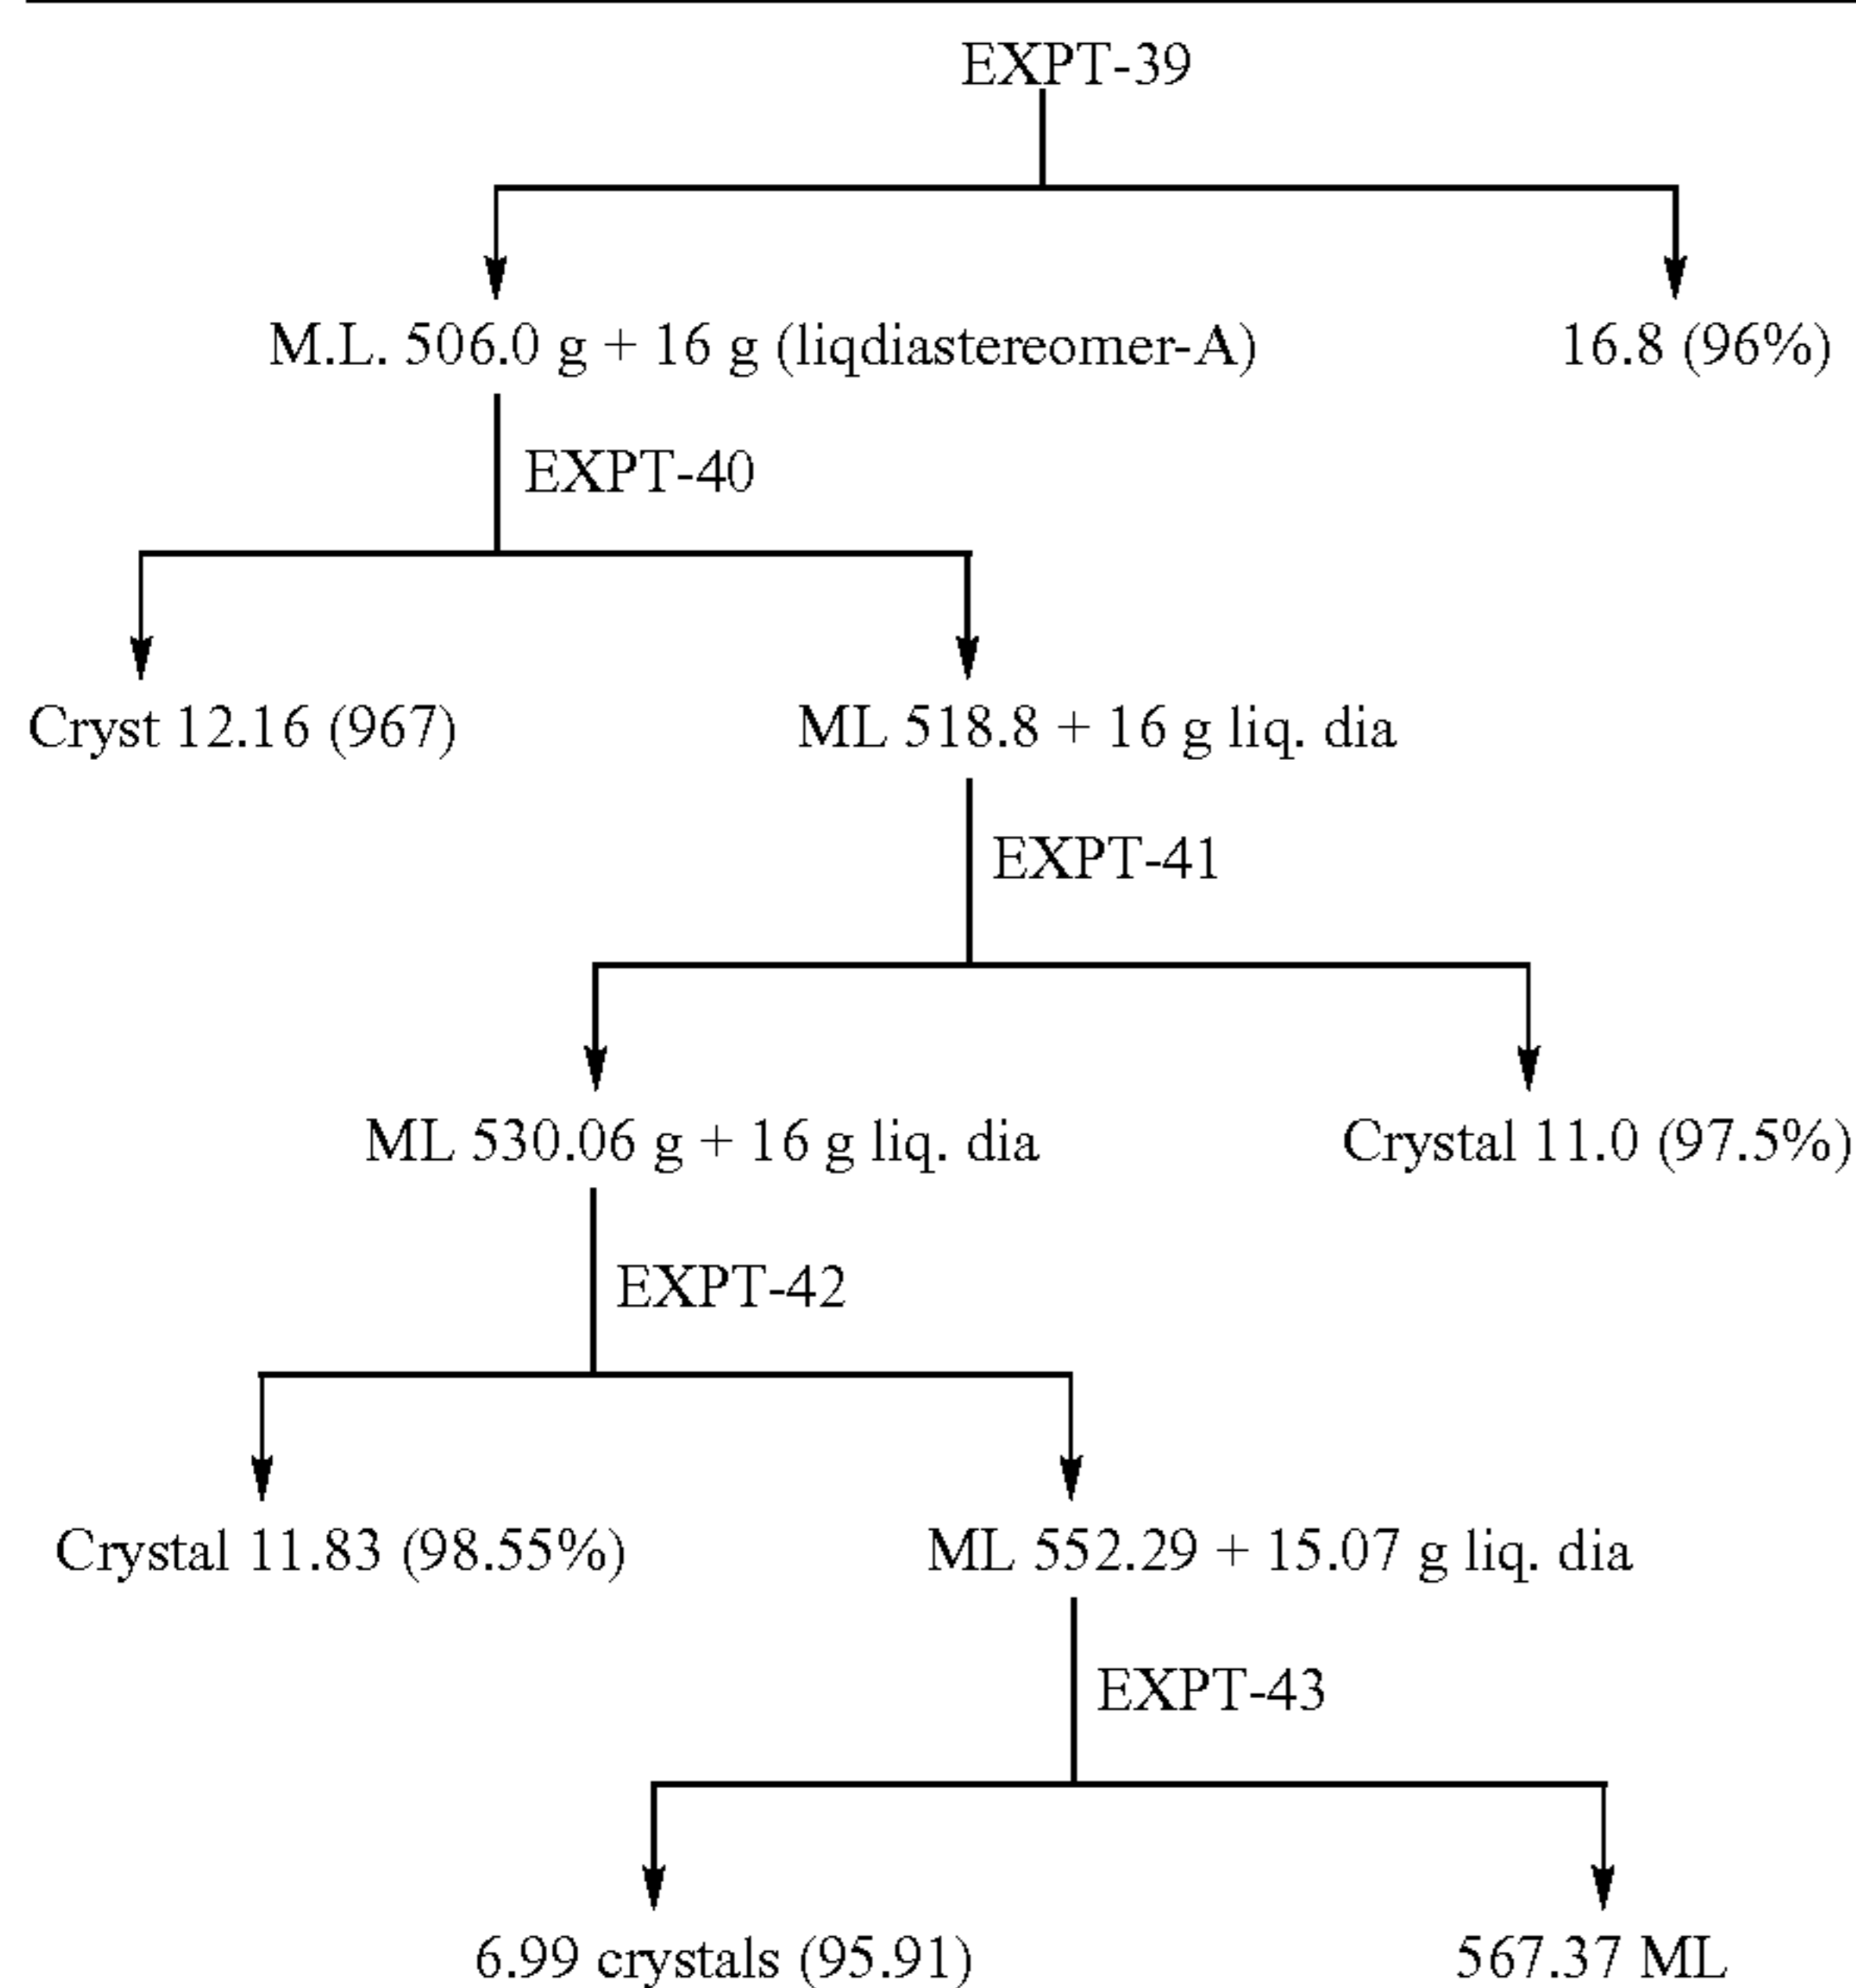 EXPT-39
M.L. 506.0 g + 16 g (liqdiastereomer-A)
16.8 (96%)
EXPT-40
Cryst 12.16 (967)
ML 518.8 + 16 g liq. dia
EXPT-41
ML 530.06 g + 16 g liq. dia
Crystal 11.0 (97.5%)
EXPT-42
Crystal 11.83 (98.55%)
ML 552.29 + 15.07 g liq. dia
EXPT-43
6.99 crystals (95.91)
567.37 ML